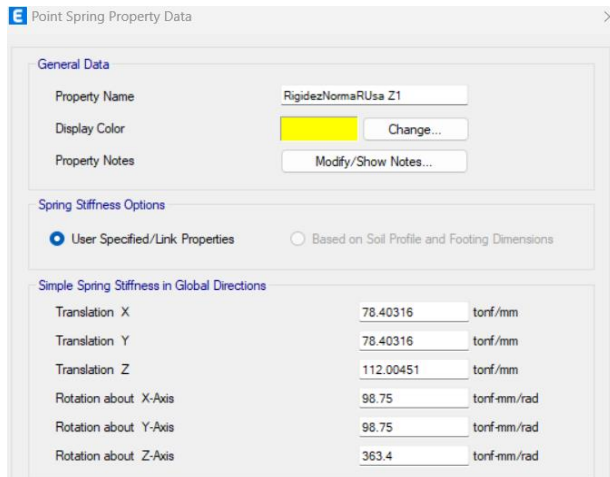 E Point Spring Property Data
General Data
Property Name RigidezNormaRUsa Z1
Display Color Change...
Property Notes Modify/Show Notes...
Spring Stiffness Options
User Specified/Link Properties Based on Soil Profile and Footing Dimensions
Simple Spring Stiffness in Global Directions
Translation X 78.40316 tonf/mm
Translation Y 78.40316 tonf/mm
Translation Z 112.00451 tonf/mm
Rotation about X-Axis 98.75 tonf-mm/rad
Rotation about Y-Axis 98.75 tonf-mm/rad
Rotation about Z-Axis 363.4 tonf-mm/rad